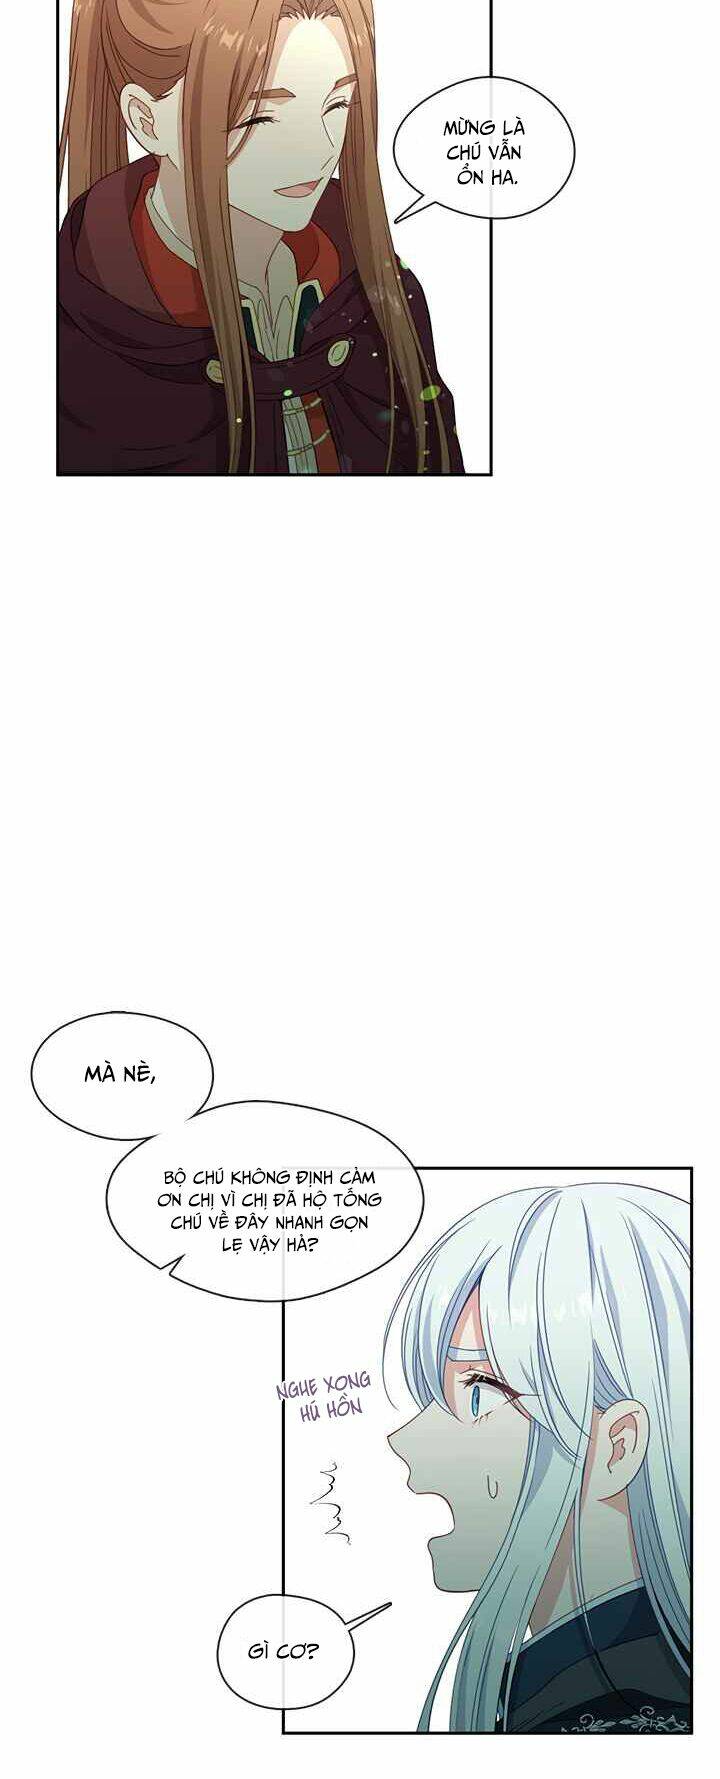 MỪNG LÀ
CHÚ VẪN
ỔN HA.
MÀ NÈ,
BỘ CHÚ KHÔNG ĐỊNH CẢM
ƠN CHỊ VÌ CHỊ ĐÃ HỘ TỐNG
CHÚ VỀ ĐÂY NHANH GỌN
LẸ VẬY HẢ?
NGHE XONG
HÚ HỒN
GÌ CƠ?